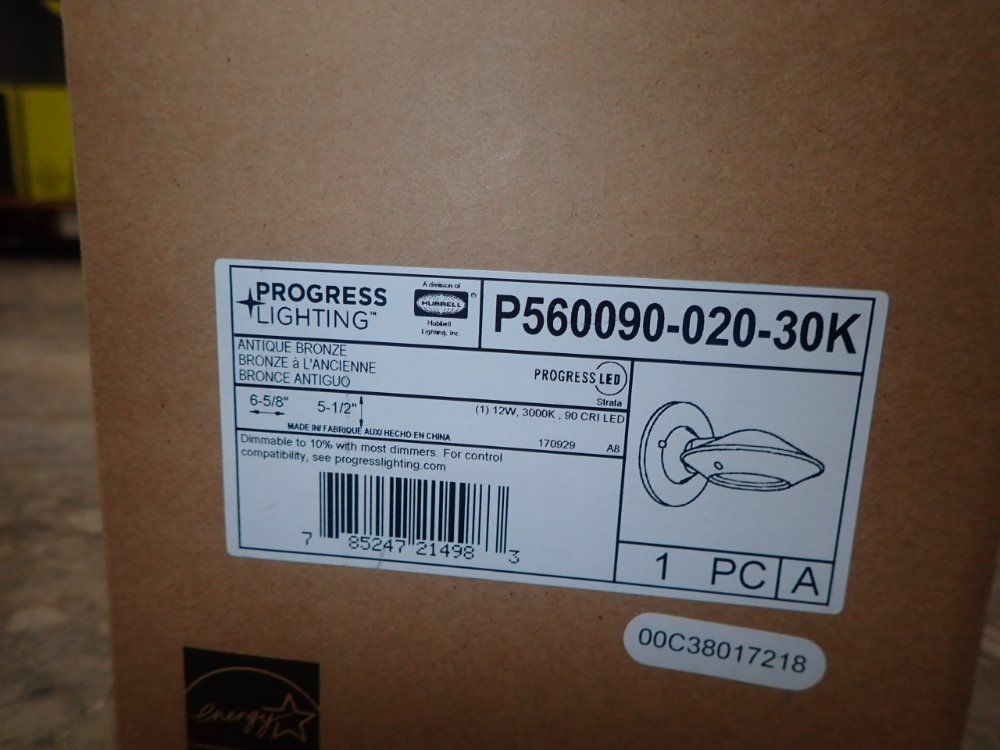 PROGRESS
LIGHTING™
A division of
HUBBELL ®
Hubbell
Lighting, Inc.
P560090-020-30K
ANTIQUE BRONZE
BRONZE à L'ANCIENNE
BRONCE ANTIGUO
PROGRESS LED
Strata
6-5/8" 5-1/2"
(1) 12W, 3000K , 90 CRI LED
MADE IN/ FABRIQUÉ AUX/ HECHO EN CHINA
170929 A8
Dimmable to 10% with most dimmers. For control
compatibility, see progresslighting.com
7 85247 21498 3
1 PC A
00C38017218
energy